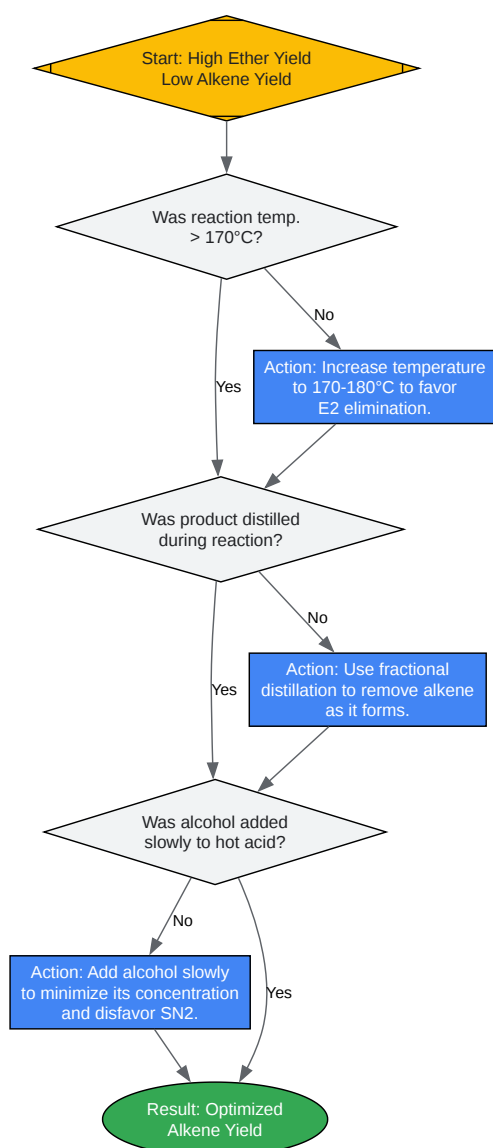 Start: High Ether Yield
Low Alkene Yield
Was reaction temp.
> 170°C?
No
Action: Increase temperature
to 170-180°C to favor
E2 elimination.
Yes
Was product distilled
during reaction?
No
Action: Use fractional
distillation to remove alkene
as it forms.
Yes
Was alcohol added
slowly to hot acid?
No
Action: Add alcohol slowly
to minimize its concentration
and disfavor SN2.
Yes
Result: Optimized
Alkene Yield